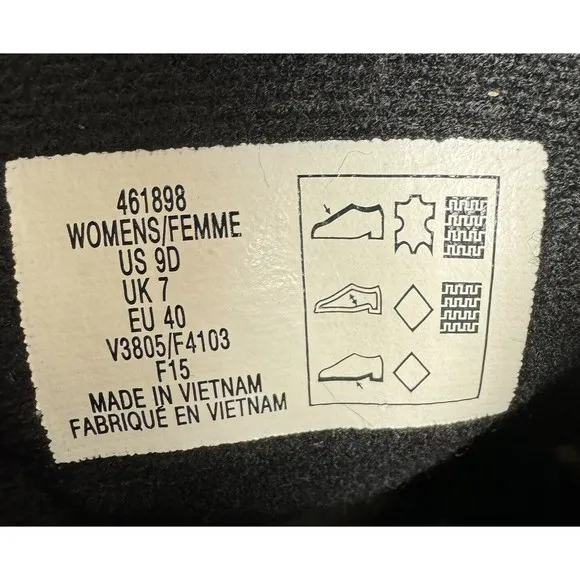 461898
WOMENS/FEMME
US 9D
UK 7
EU 40
V3805/F4103
F15
MADE IN VIETNAM
FABRIQUÉ EN VIETNAM